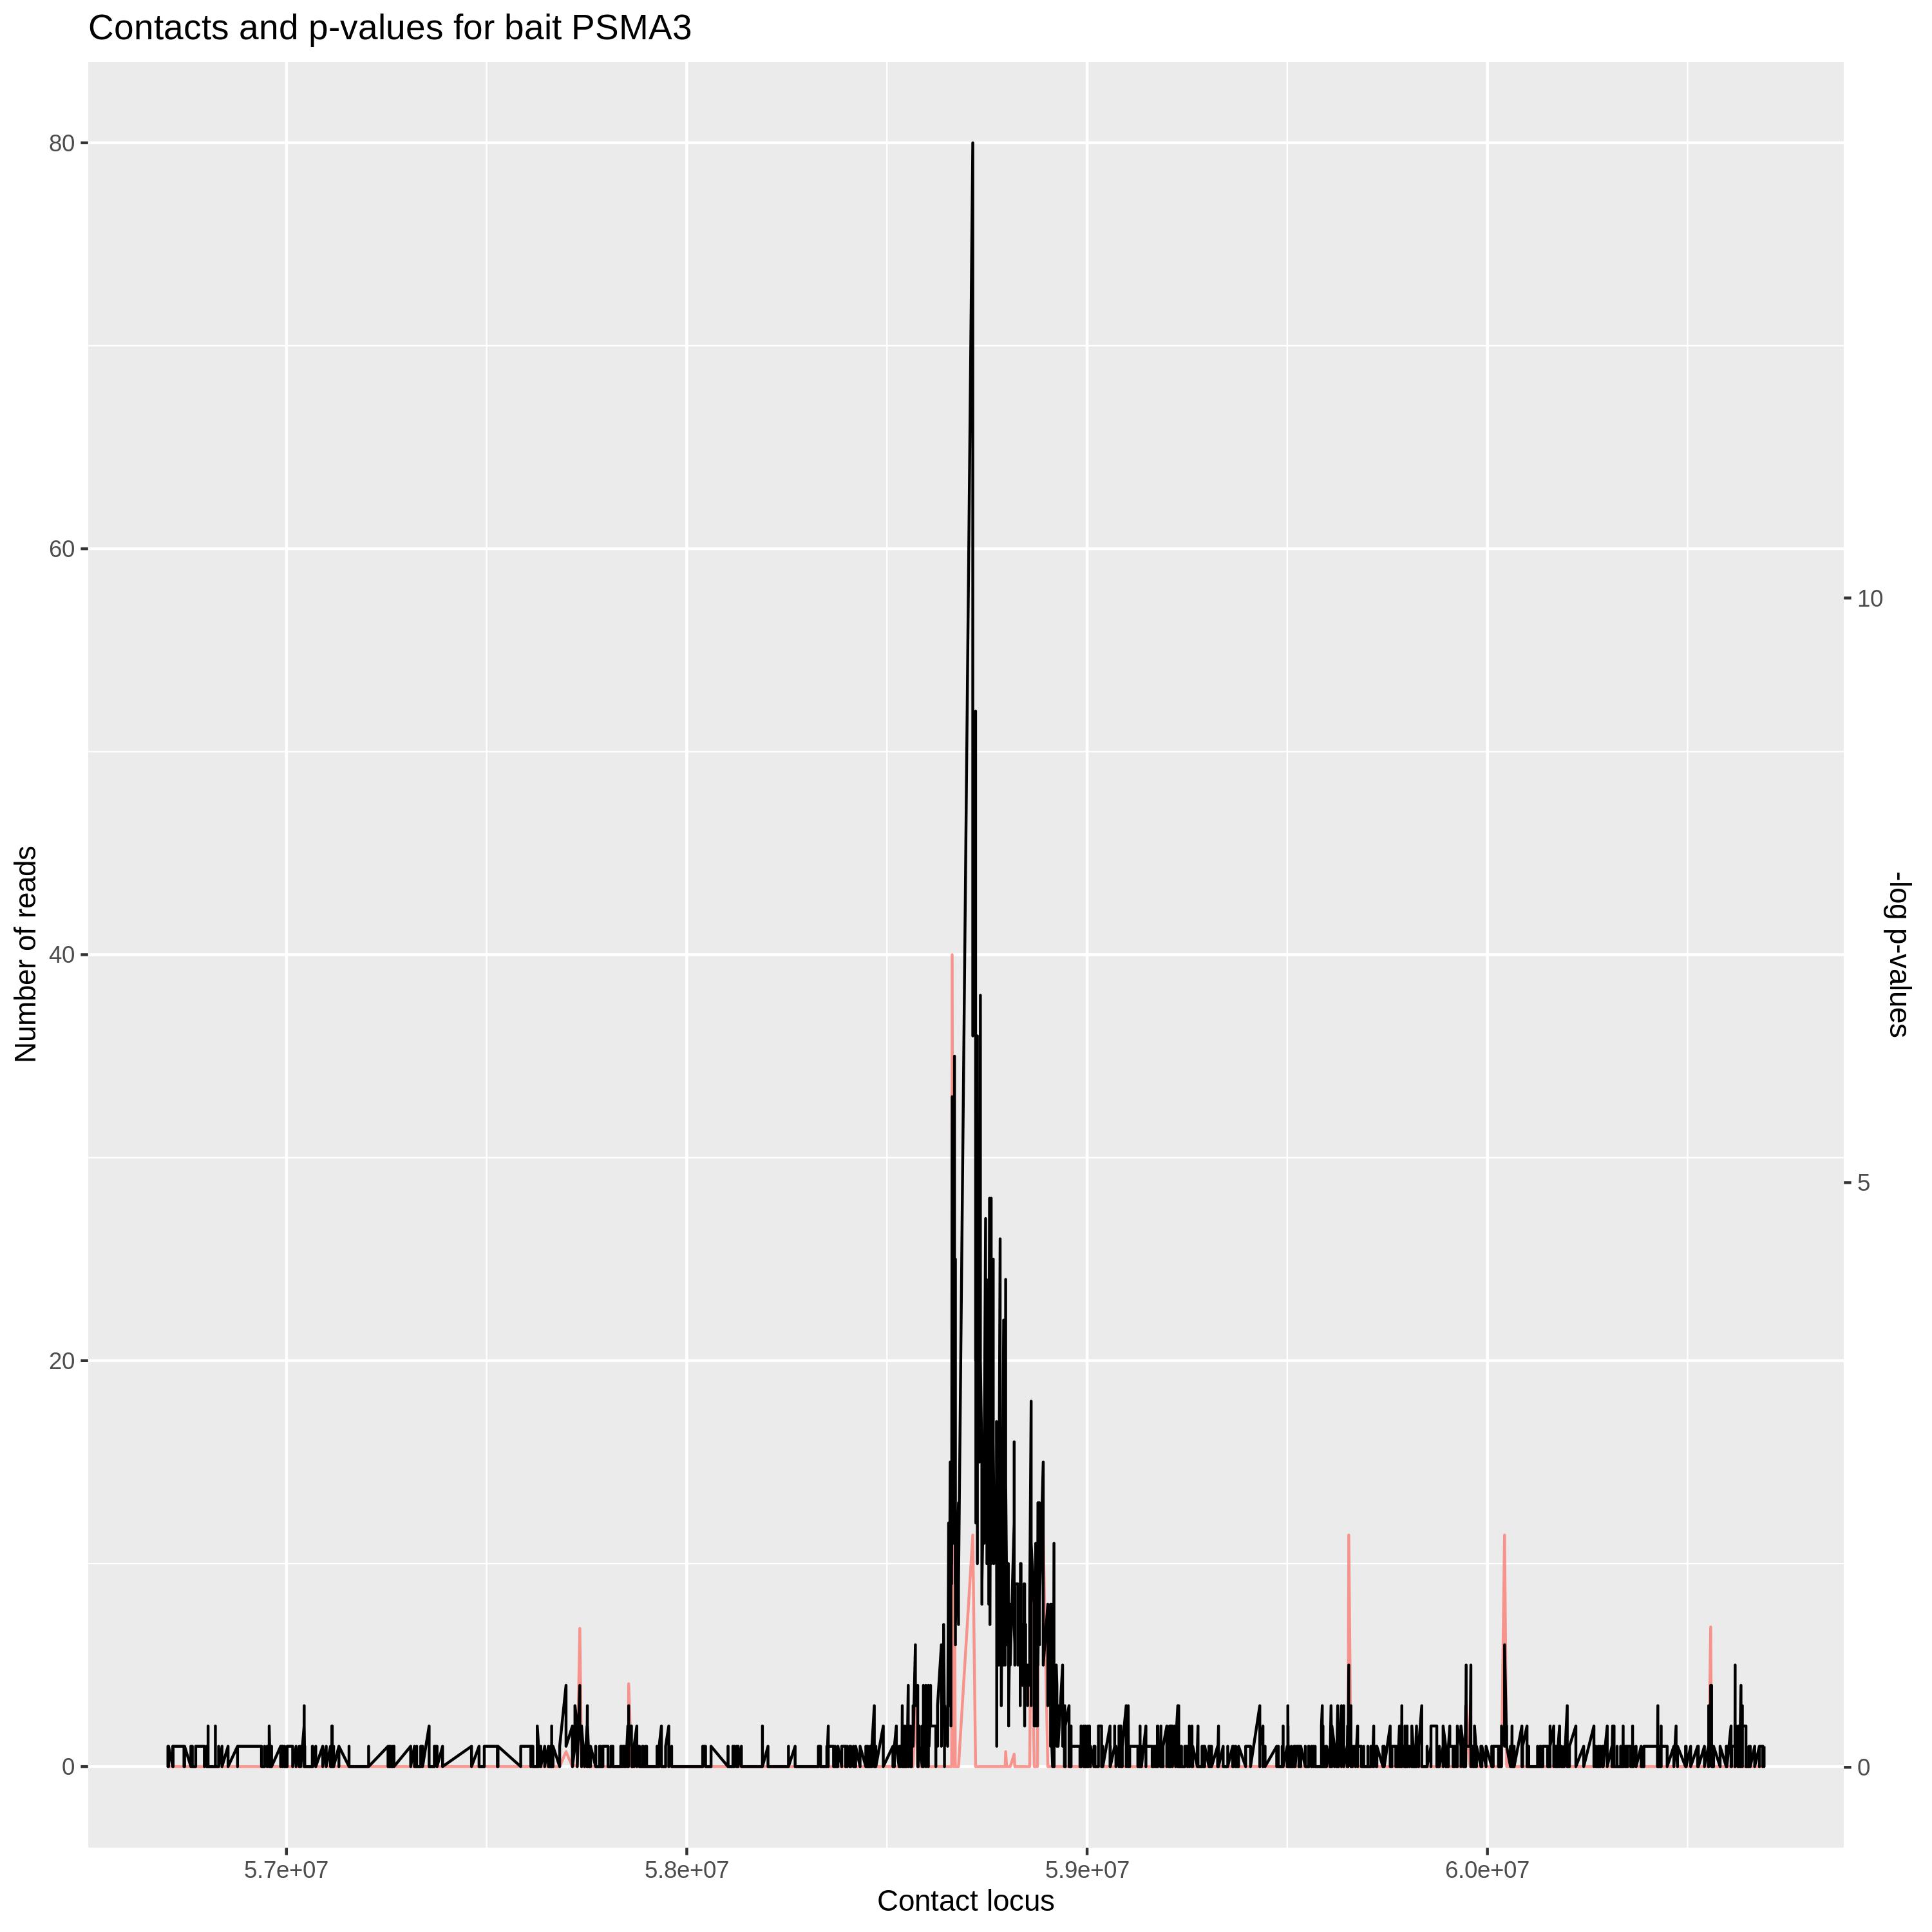 Contacts and p-values for bait PSMA3
80
60
40
20
0
Number of reads
10
5
0
-log p-values
5.7e+07
5.8e+07
5.9e+07
6.0e+07
Contact locus